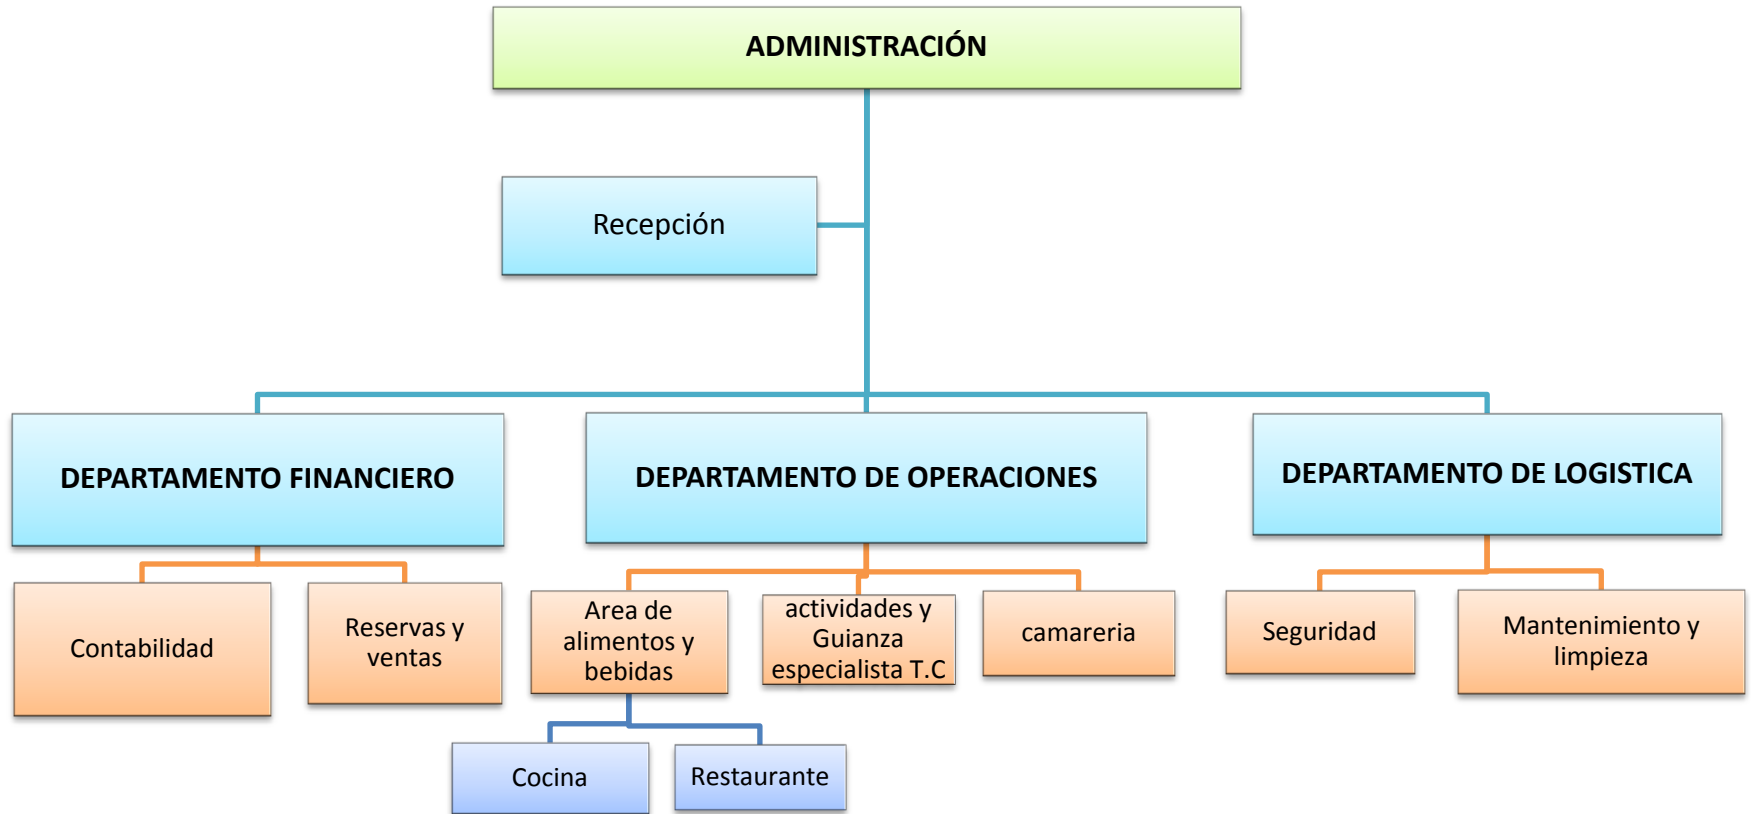 ADMINISTRACIÓN
Recepción
DEPARTAMENTO FINANCIERO
DEPARTAMENTO DE OPERACIONES
DEPARTAMENTO DE LOGISTICA
Contabilidad
Reservas y
ventas
Area de
alimentos y
bebidas
actividades y
Guianza
especialista T.C
camareria
Seguridad
Mantenimiento y
limpieza
Cocina
Restaurante